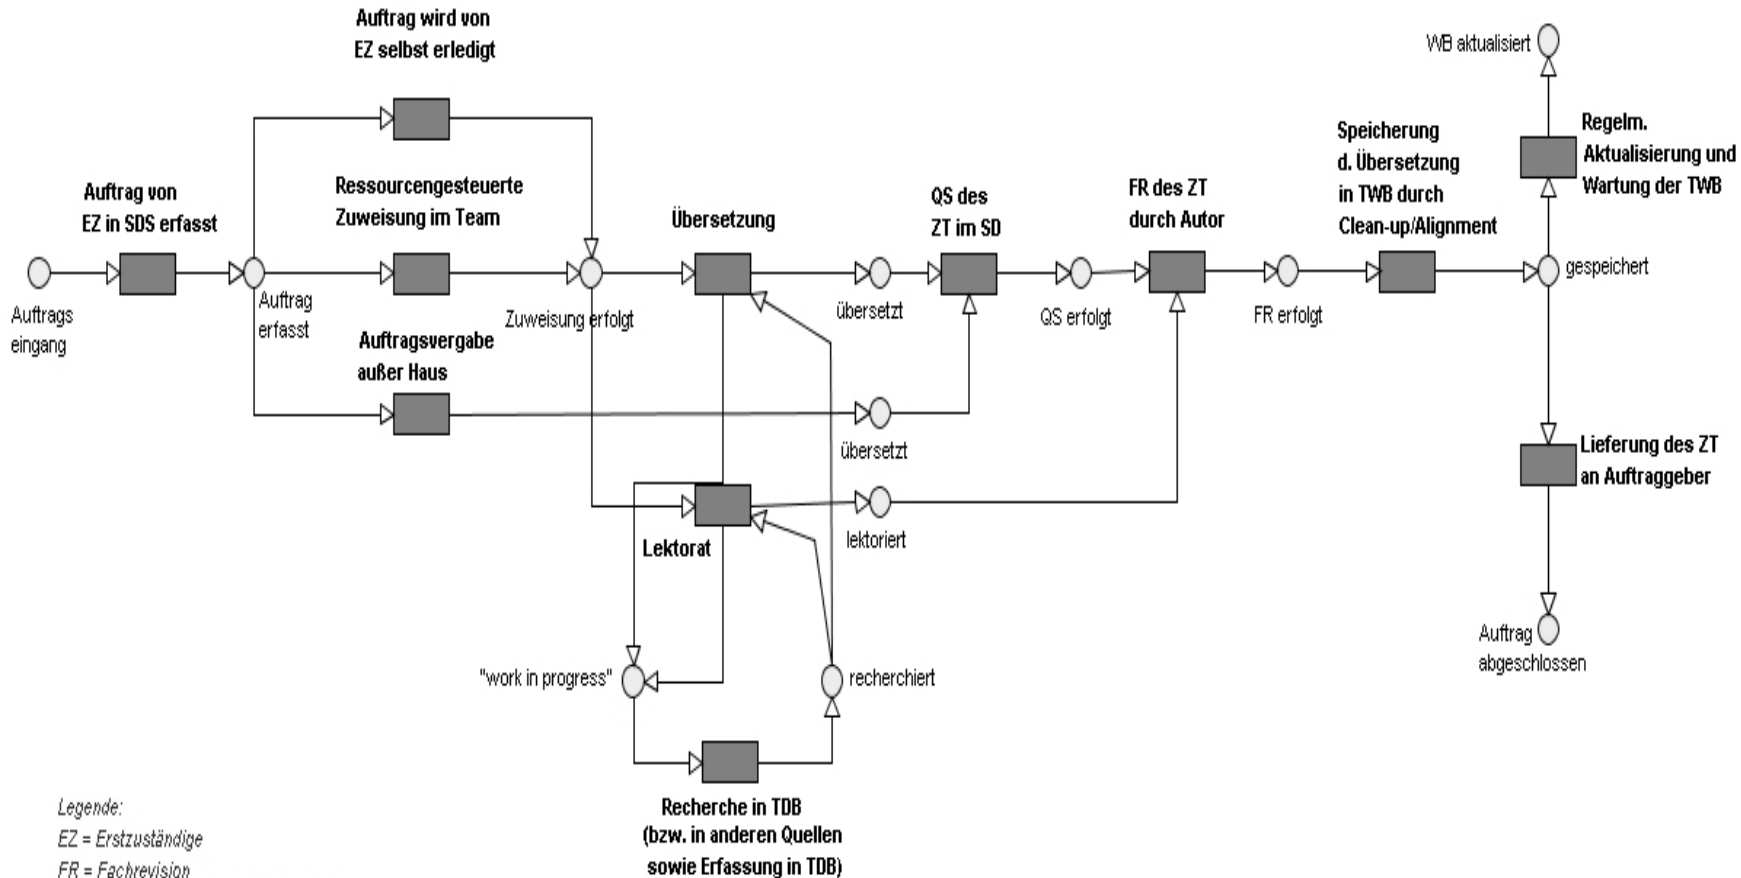 Auftrag wird von
EZ selbst erledigt
WB aktualisiert
Regelm.
Aktualisierung und
Wartung der TWB
Speicherung
d. Übersetzung
in TWB durch
Clean-up/Alignment
Auftrag von
EZ in SDS erfasst
Ressourcengesteuerte
Zuweisung im Team
Übersetzung
QS des
ZT im SD
FR des ZT
durch Autor
gespeichert
Auftrags
eingang
Auftrag
erfasst
Zuweisung erfolgt
übersetzt
QS erfolgt
FR erfolgt
Auftragsvergabe
außer Haus
übersetzt
Lieferung des ZT
an Auftraggeber
Lektorat
lektoriert
Auftrag
abgeschlossen
"work in progress"
recherchiert
Recherche in TDB
(bzw. in anderen Quellen
sowie Erfassung in TDB)
Legende:
EZ = Erstzuständige
FR = Fachrevision